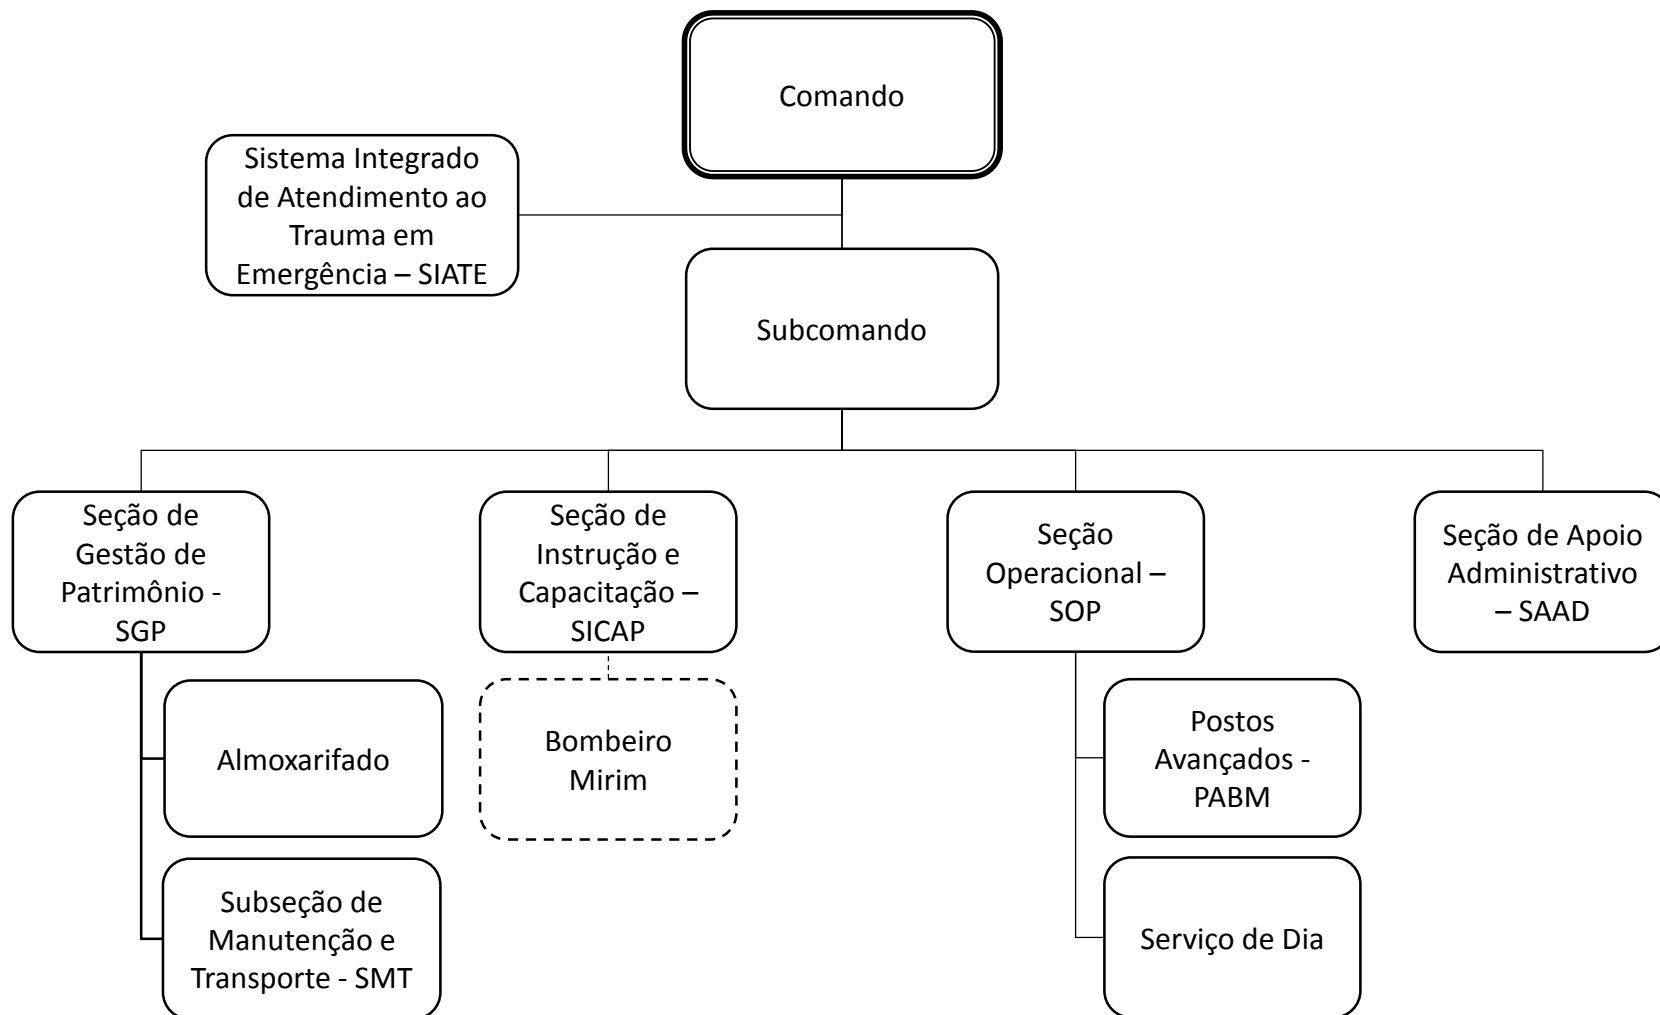 Comando
Sistema Integrado
de Atendimento ao
Trauma em
Emergência – SIATE
Subcomando
Seção de
Gestão de
Patrimônio -
SGP
Seção de
Instrução e
Capacitação –
SICAP
Seção
Operacional –
SOP
Seção de Apoio
Administrativo
– SAAD
Almoxarifado
Bombeiro
Mirim
Postos
Avançados -
PABM
Subseção de
Manutenção e
Transporte - SMT
Serviço de Dia